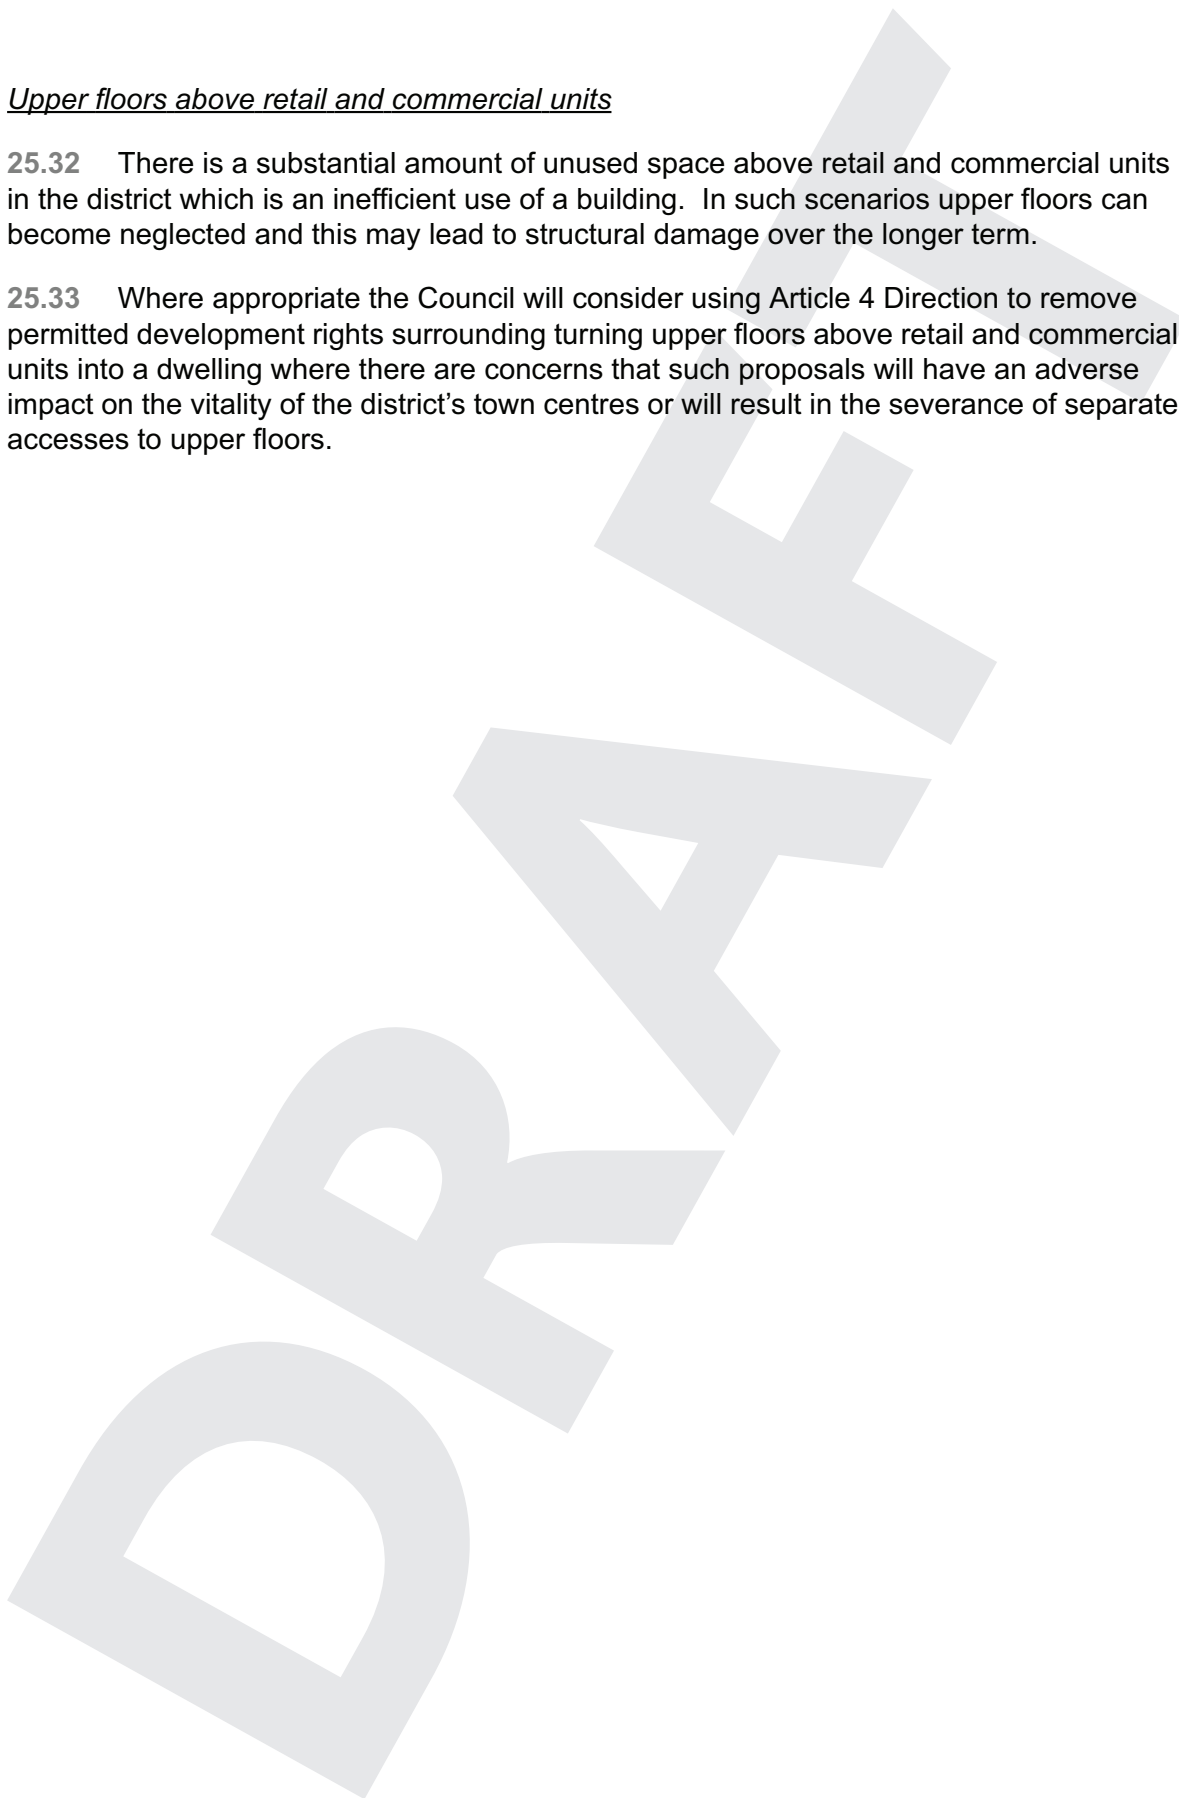 Upper floors above retail and commercial units
25.32 There is a substantial amount of unused space above retail and commercial units
in the district which is an inefficient use of a building. In such scenarios upper floors can
become neglected and this may lead to structural damage over the longer term.
25.33 Where appropriate the Council will consider using Article 4 Direction to remove
permitted development rights surrounding turning upper floors above retail and commercial
units into a dwelling where there are concerns that such proposals will have an adverse
impact on the vitality of the district’s town centres or will result in the severance of separate
accesses to upper floors.
DRAFT